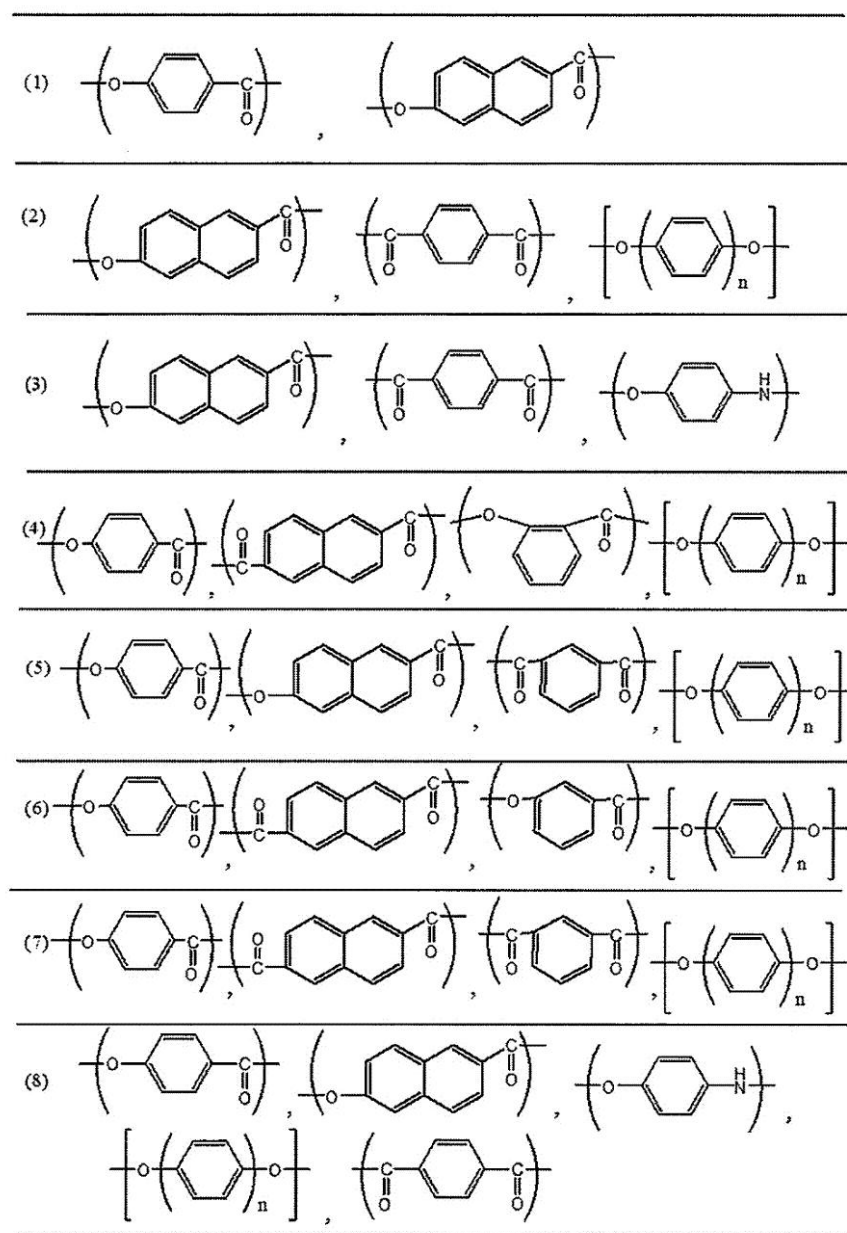 (1) O C O , O C O
(2) O C O , C O C O , O n O
(3) O C O , C O C O , O H N
(4) O C O , O C C O , O C O , O n O
(5) O C O , O C O , C O C O , O n O
(6) O C O , O C C O , O C O , O n O
(7) O C O , O C C O , C O C O , O n O
(8) O C O , O C O , O H N ,
O n O , C O C O